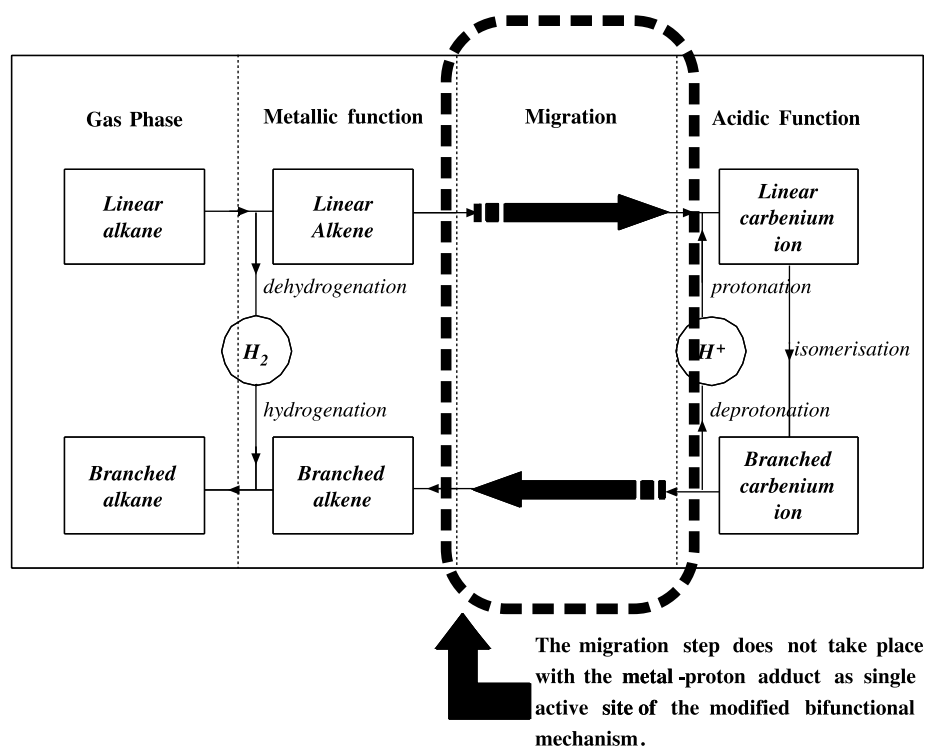 Gas Phase
Metallic function
Migration
Acidic Function
Linear
alkane
Linear
Alkene
Linear
carbenium
ion
dehydrogenation
protonation
H2
H+
isomerisation
hydrogenation
deprotonation
Branched
alkane
Branched
alkene
Branched
carbenium
ion
The migration step does not take place
with the metal-proton adduct as single
active site of the modified bifunctional
mechanism.